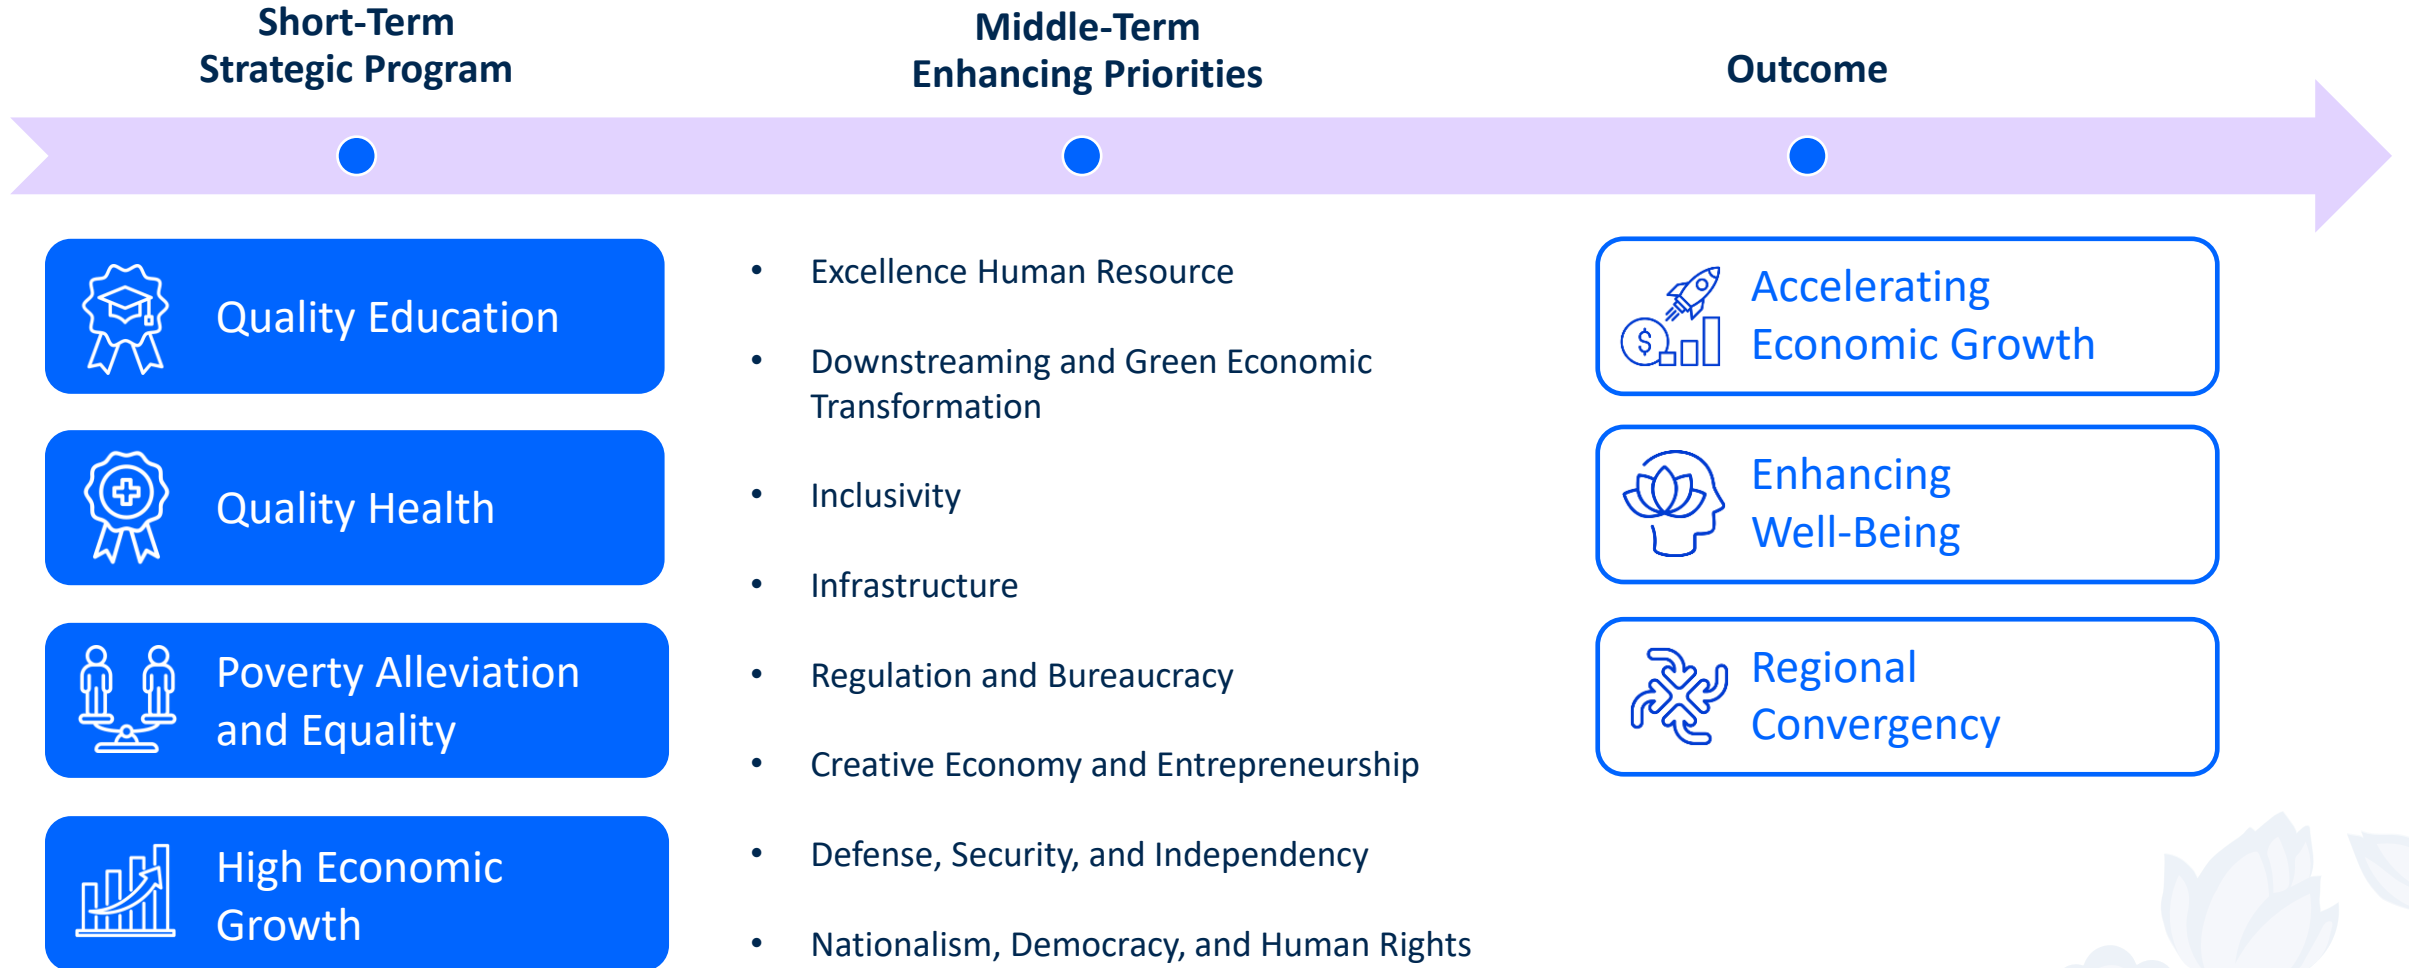 Short-Term
Strategic Program
Middle-Term
Enhancing Priorities
Outcome
Quality Education
Quality Health
Poverty Alleviation
and Equality
High Economic
Growth
• Excellence Human Resource
• Downstreaming and Green Economic
Transformation
• Inclusivity
• Infrastructure
• Regulation and Bureaucracy
• Creative Economy and Entrepreneurship
• Defense, Security, and Independency
• Nationalism, Democracy, and Human Rights
$
Accelerating
Economic Growth
Enhancing
Well-Being
Regional
Convergency